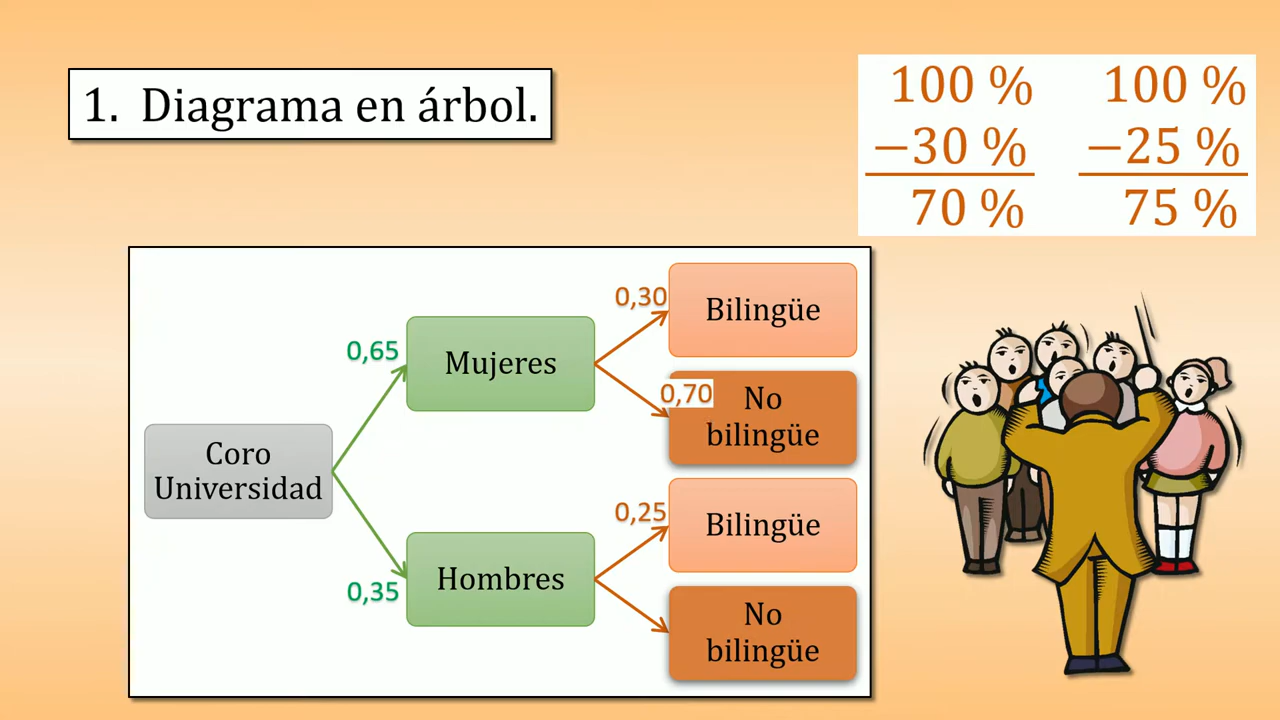 1. Diagrama en árbol.
100 %
−30 %
70 %
100 %
−25 %
75 %
Coro
Universidad
0,65
Mujeres
0,35
Hombres
0,30
Bilingüe
0,70
No
bilingüe
0,25
Bilingüe
No
bilingüe